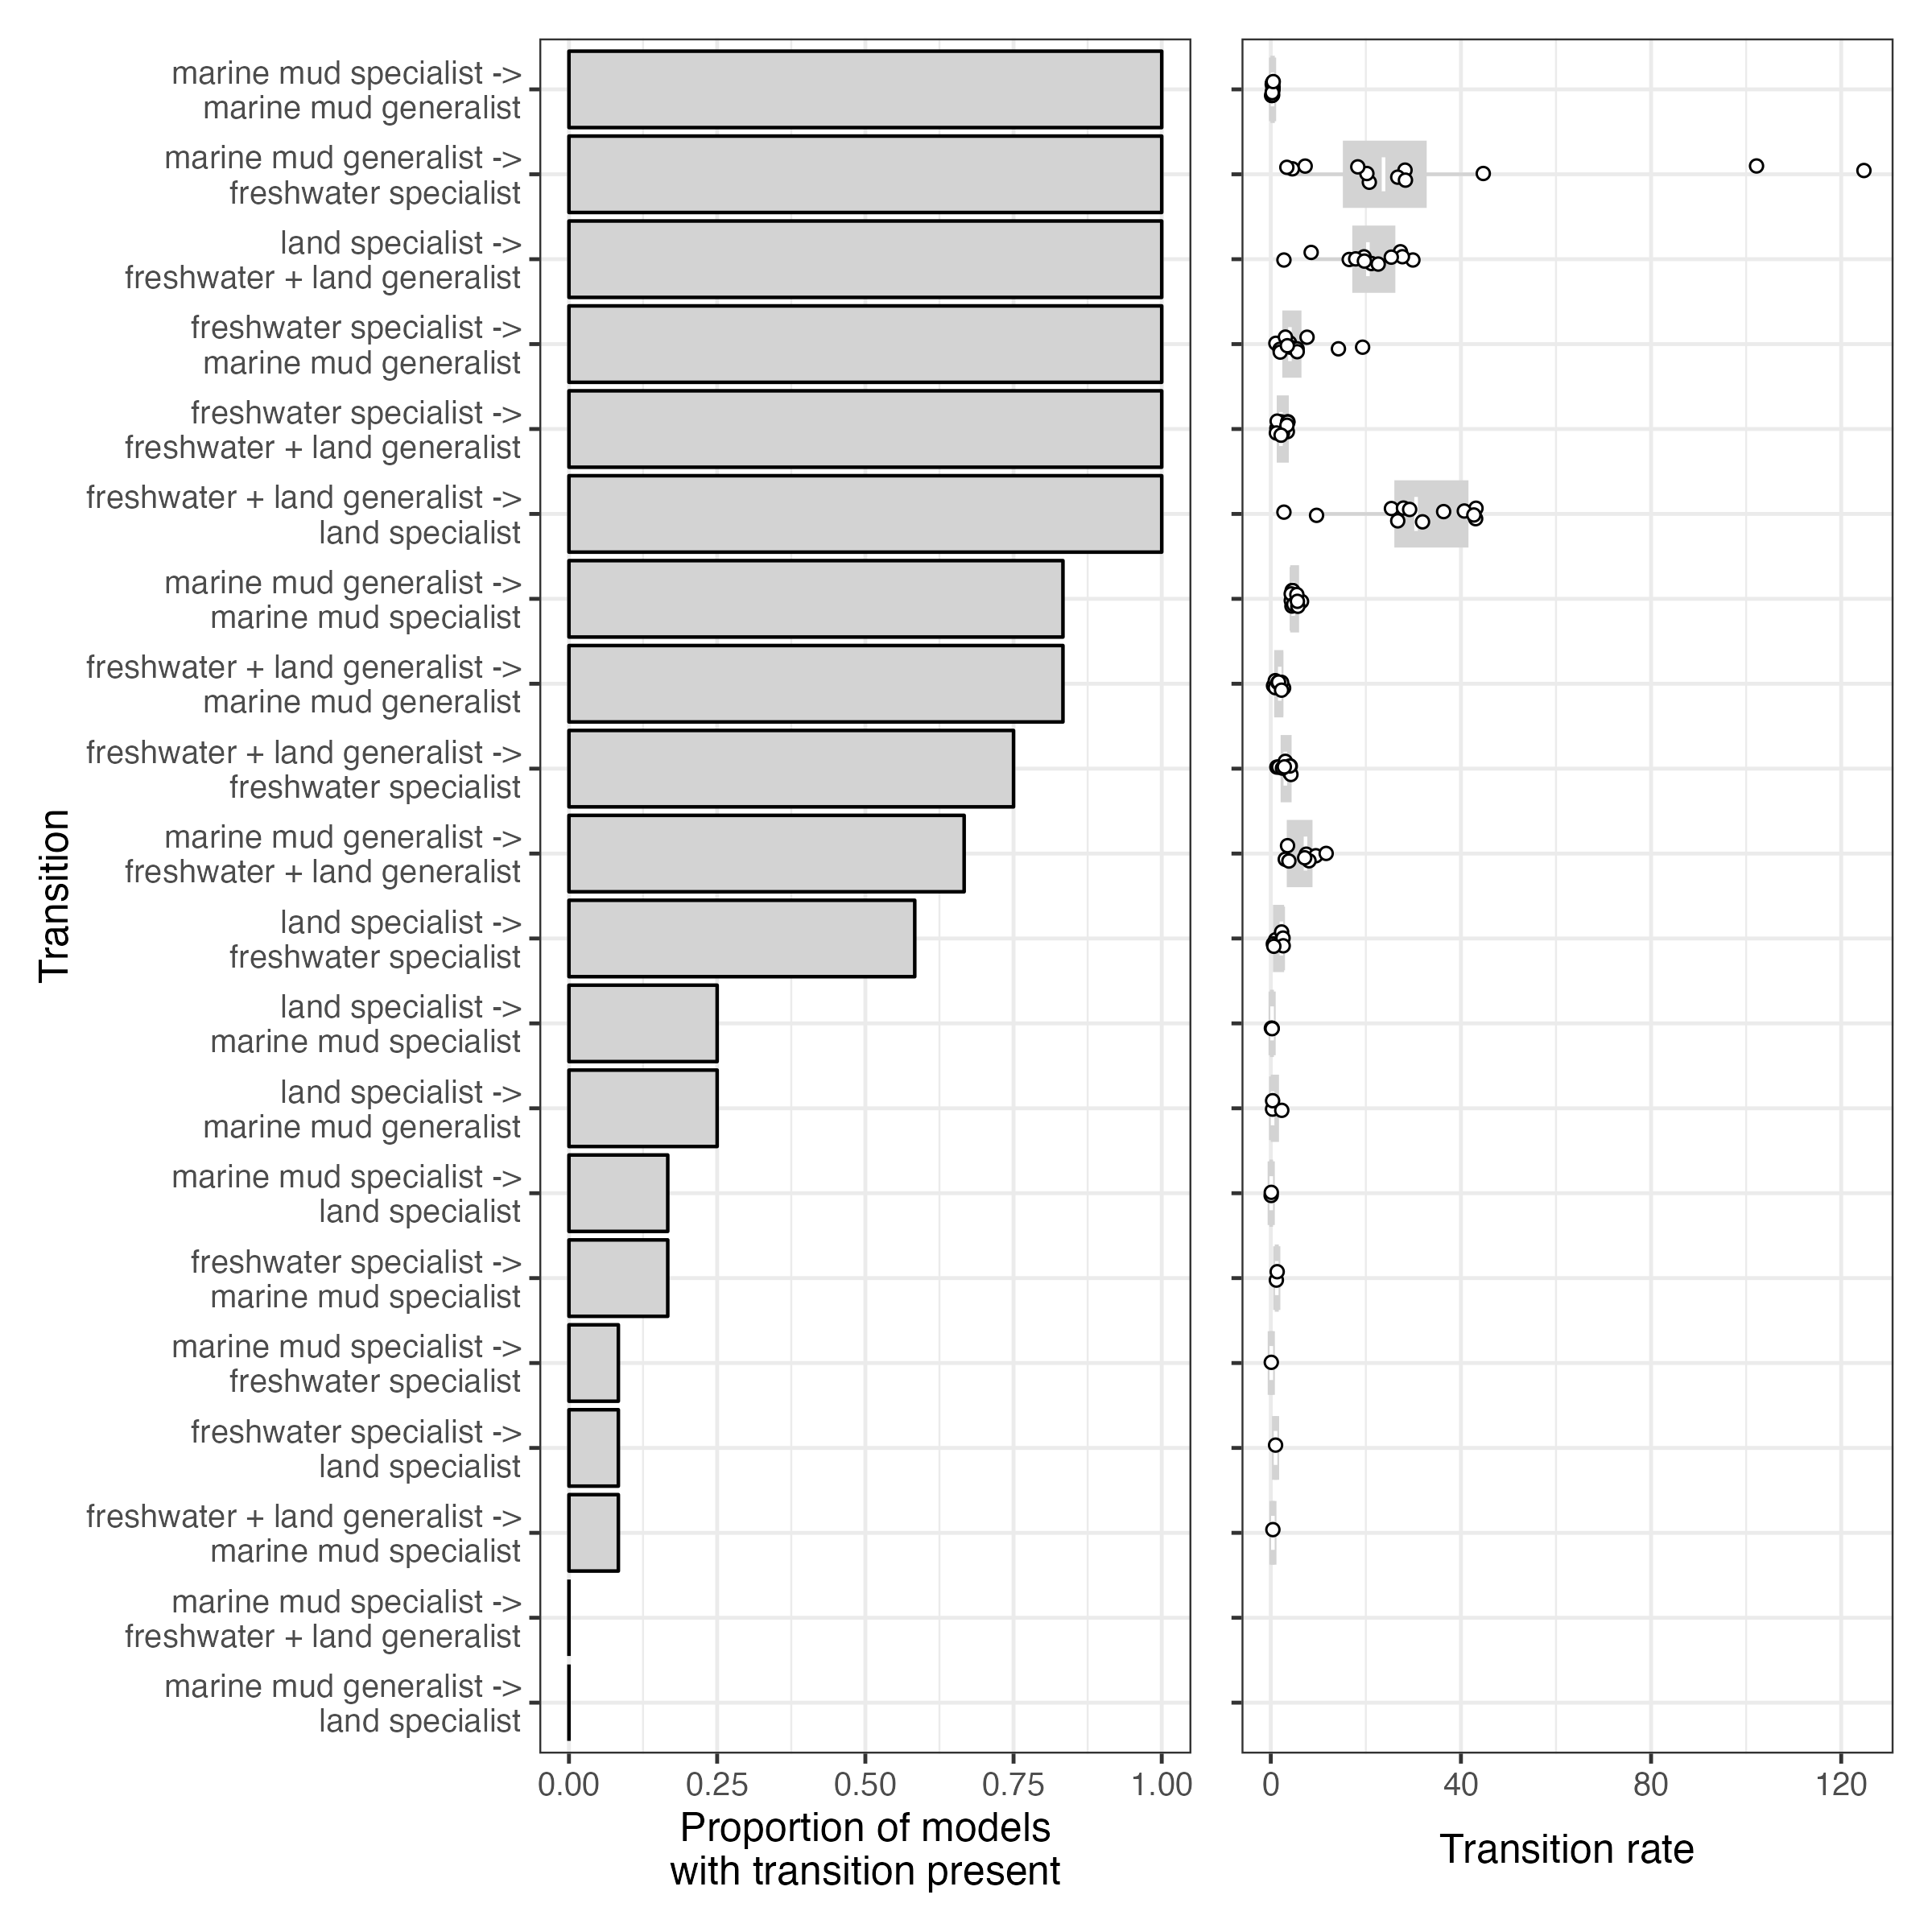 marine mud specialist ->
marine mud generalist
marine mud generalist ->
freshwater specialist
land specialist ->
freshwater + land generalist
freshwater specialist ->
marine mud generalist
freshwater specialist ->
freshwater + land generalist
freshwater + land generalist ->
land specialist
marine mud generalist ->
marine mud specialist
freshwater + land generalist ->
marine mud generalist
freshwater + land generalist ->
freshwater specialist
marine mud generalist ->
freshwater + land generalist
land specialist ->
freshwater specialist
land specialist ->
marine mud specialist
land specialist ->
marine mud generalist
marine mud specialist ->
land specialist
freshwater specialist ->
marine mud specialist
marine mud specialist ->
freshwater specialist
freshwater specialist ->
land specialist
freshwater + land generalist ->
marine mud specialist
marine mud specialist ->
freshwater + land generalist
marine mud generalist ->
land specialist
Transition
0.00 0.25 0.50 0.75 1.00
Proportion of models
with transition present
0 40 80 120
Transition rate